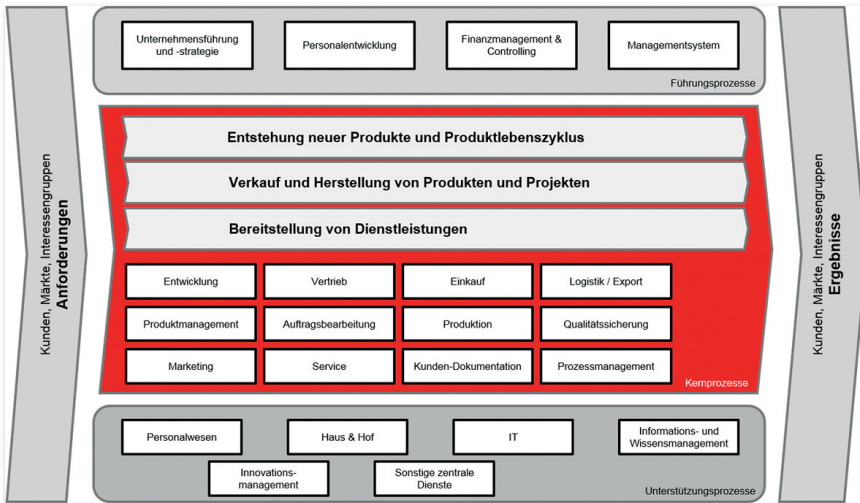 Kunden, Märkte, Interessengruppen
Anforderungen
Unternehmensführung
und -strategie
Personalentwicklung
Finanzmanagement &
Controlling
Managementsystem
Führungsprozesse
Entstehung neuer Produkte und Produktlebenszyklus
Verkauf und Herstellung von Produkten und Projekten
Bereitstellung von Dienstleistungen
Entwicklung
Vertrieb
Einkauf
Logistik / Export
Produktmanagement
Auftragsbearbeitung
Produktion
Qualitätssicherung
Marketing
Service
Kunden-Dokumentation
Prozessmanagement
Kernprozesse
Personalwesen
Haus & Hof
IT
Informations- und
Wissensmanagement
Innovations-
management
Sonstige zentrale
Dienste
Unterstützungsprozesse
Kunden, Märkte, Interessengruppen
Ergebnisse